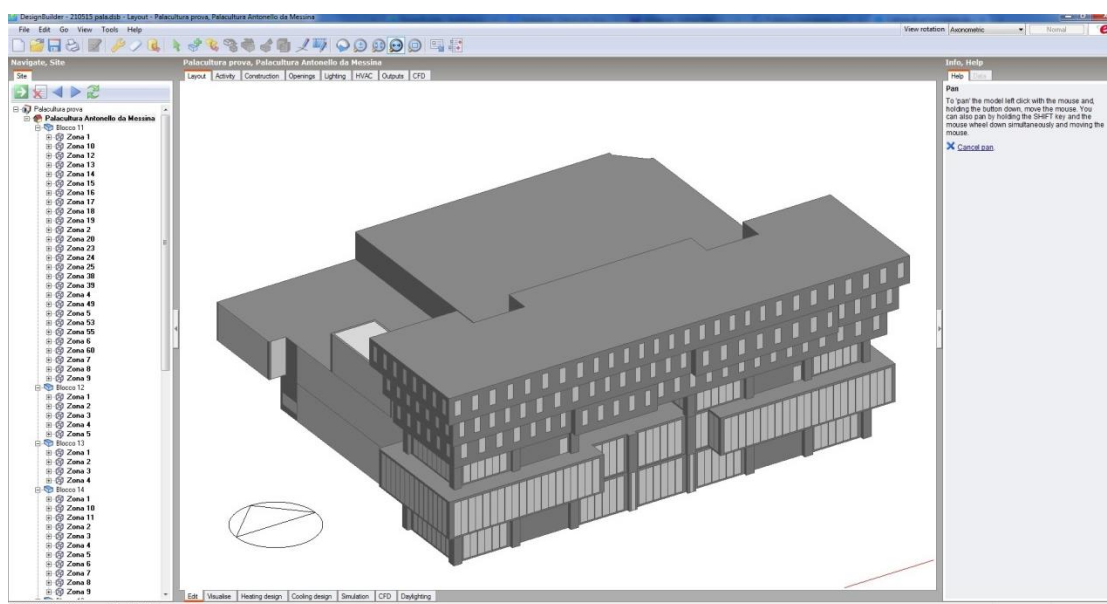 DesignBuilder - 210515 pala.dsb - Layout - Palacultura prova, Palacultura Antonello da Messina
File Edit Go View Tools Help
View rotation Axonometric Normal
Navigate, Site
Site
Palacultura prova
Palacultura Antonello da Messina
Blocco 11
Zona 1
Zona 10
Zona 12
Zona 13
Zona 14
Zona 15
Zona 16
Zona 17
Zona 18
Zona 19
Zona 2
Zona 20
Zona 23
Zona 24
Zona 25
Zona 38
Zona 39
Zona 4
Zona 49
Zona 5
Zona 53
Zona 55
Zona 6
Zona 60
Zona 7
Zona 8
Zona 9
Blocco 12
Zona 1
Zona 2
Zona 3
Zona 4
Zona 5
Blocco 13
Zona 1
Zona 2
Zona 3
Zona 4
Blocco 14
Zona 1
Zona 10
Zona 11
Zona 2
Zona 3
Zona 4
Zona 5
Zona 6
Zona 7
Zona 8
Zona 9
Palacultura prova, Palacultura Antonello da Messina
Layout Activity Construction Openings Lighting HVAC Outputs CFD
Edit Visualise Heating design Cooling design Simulation CFD Daylighting
Info, Help
Help Data
Pan
To 'pan' the model left click with the mouse and,
holding the button down, move the mouse. You
can also pan by holding the SHIFT key and the
mouse wheel down simultaneously and moving the
mouse.
Cancel pan.